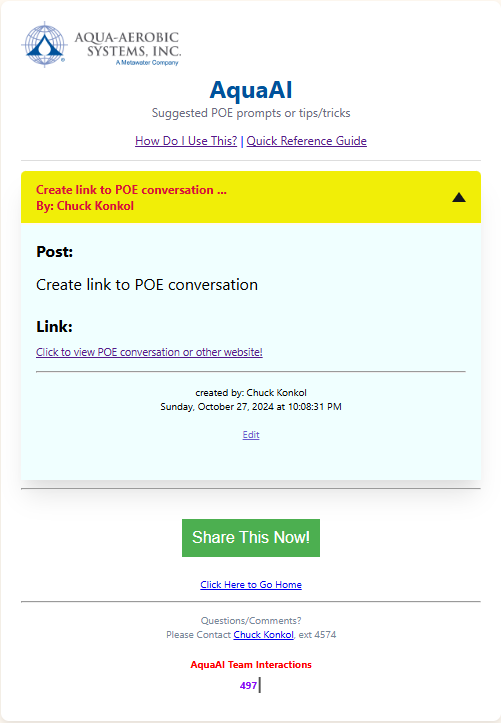 AQUA-AEROBIC
SYSTEMS, INC.
A Metawater Company
AquaAI
Suggested POE prompts or tips/tricks
How Do I Use This? | Quick Reference Guide
Create link to POE conversation ...
By: Chuck Konkol
Post:
Create link to POE conversation
Link:
Click to view POE conversation or other website!
created by: Chuck Konkol
Sunday, October 27, 2024 at 10:08:31 PM
Edit
Share This Now!
Click Here to Go Home
Questions/Comments?
Please Contact Chuck Konkol, ext 4574
AquaAI Team Interactions
497